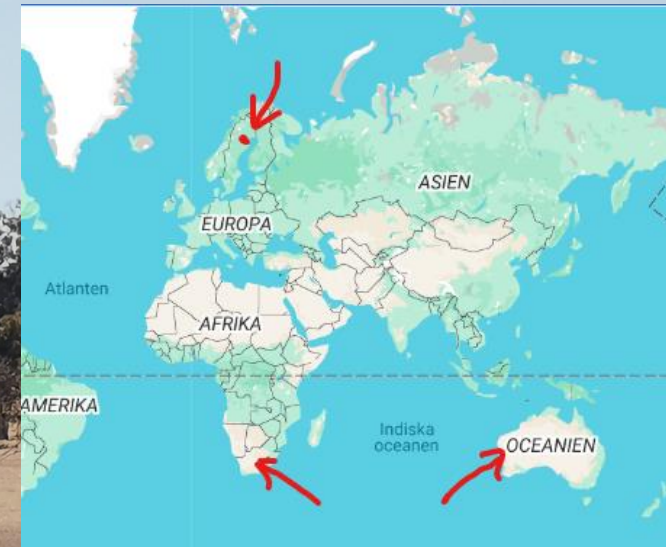 ASIEN
EUROPA
Atlanten
AFRIKA
AMERIKA
Indiska
oceanen
OCEANIEN